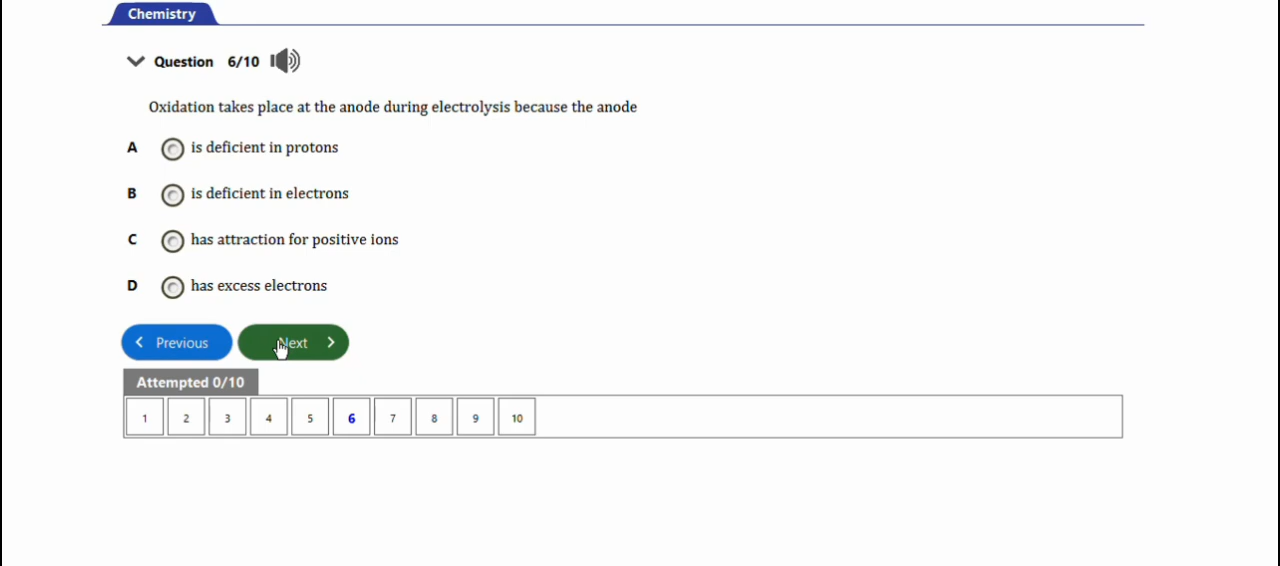 Chemistry
Question 6/10
Oxidation takes place at the anode during electrolysis because the anode
A is deficient in protons
B is deficient in electrons
C has attraction for positive ions
D has excess electrons
Previous Next
Attempted 0/10
1 2 3 4 5 6 7 8 9 10